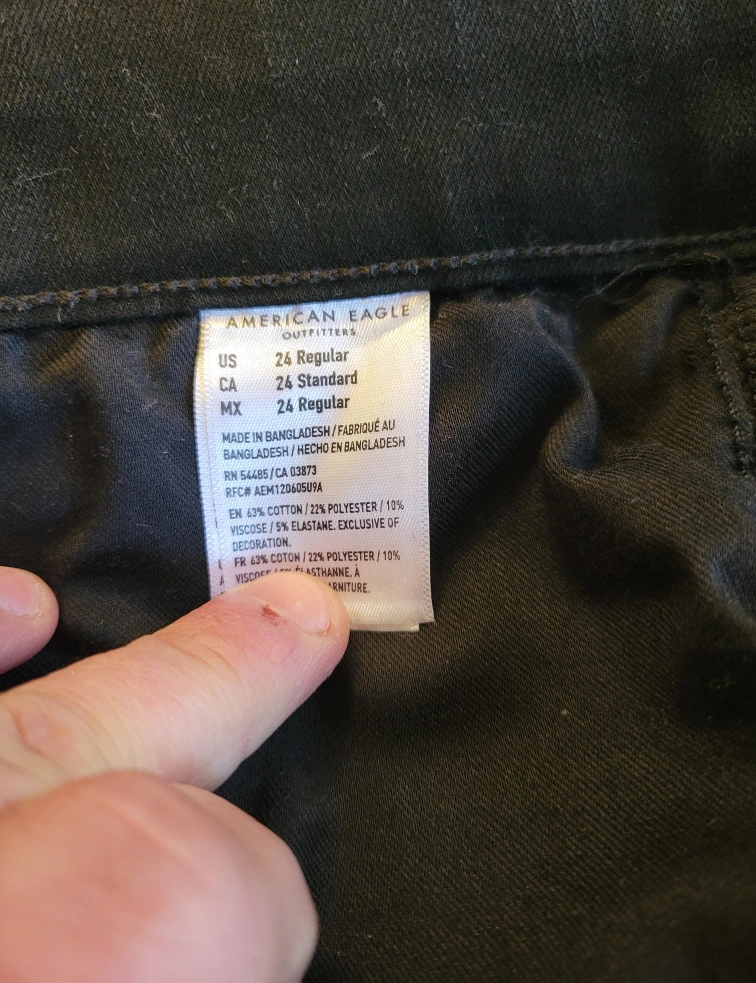 AMERICAN EAGLE
OUTFITTERS
US 24 Regular
CA 24 Standard
MX 24 Regular
MADE IN BANGLADESH / FABRIQUÉ AU
BANGLADESH / HECHO EN BANGLADESH
RN 54485 / CA 03873
RFC# AEM120605U9A
EN 63% COTTON / 22% POLYESTER / 10%
VISCOSE / 5% ELASTANE. EXCLUSIVE OF
DECORATION.
FR 63% COTON / 22% POLYESTER / 10%
VISCOSE